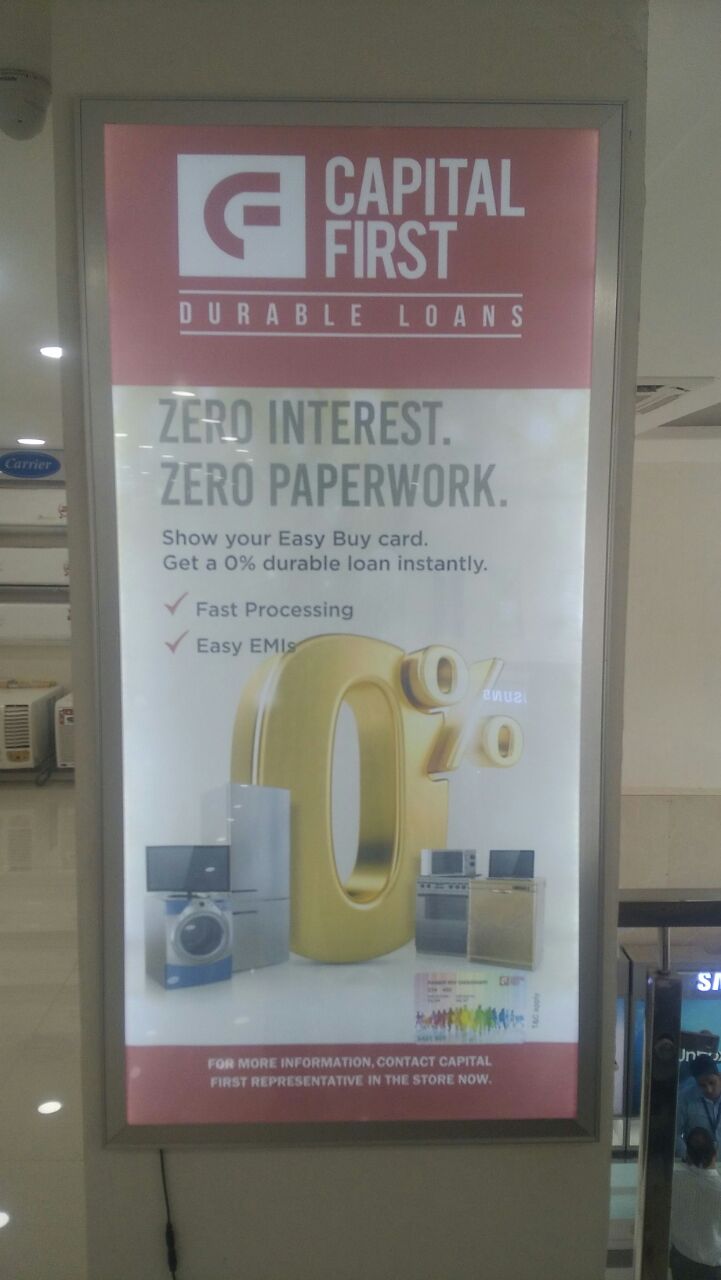 CAPITAL
FIRST
DURABLE LOANS
ZERO INTEREST.
ZERO PAPERWORK.
Show your Easy Buy card.
Get a 0% durable loan instantly.
Fast Processing
Easy EMIs
0%
T&C apply
FOR MORE INFORMATION, CONTACT CAPITAL
FIRST REPRESENTATIVE IN THE STORE NOW.
Carrier